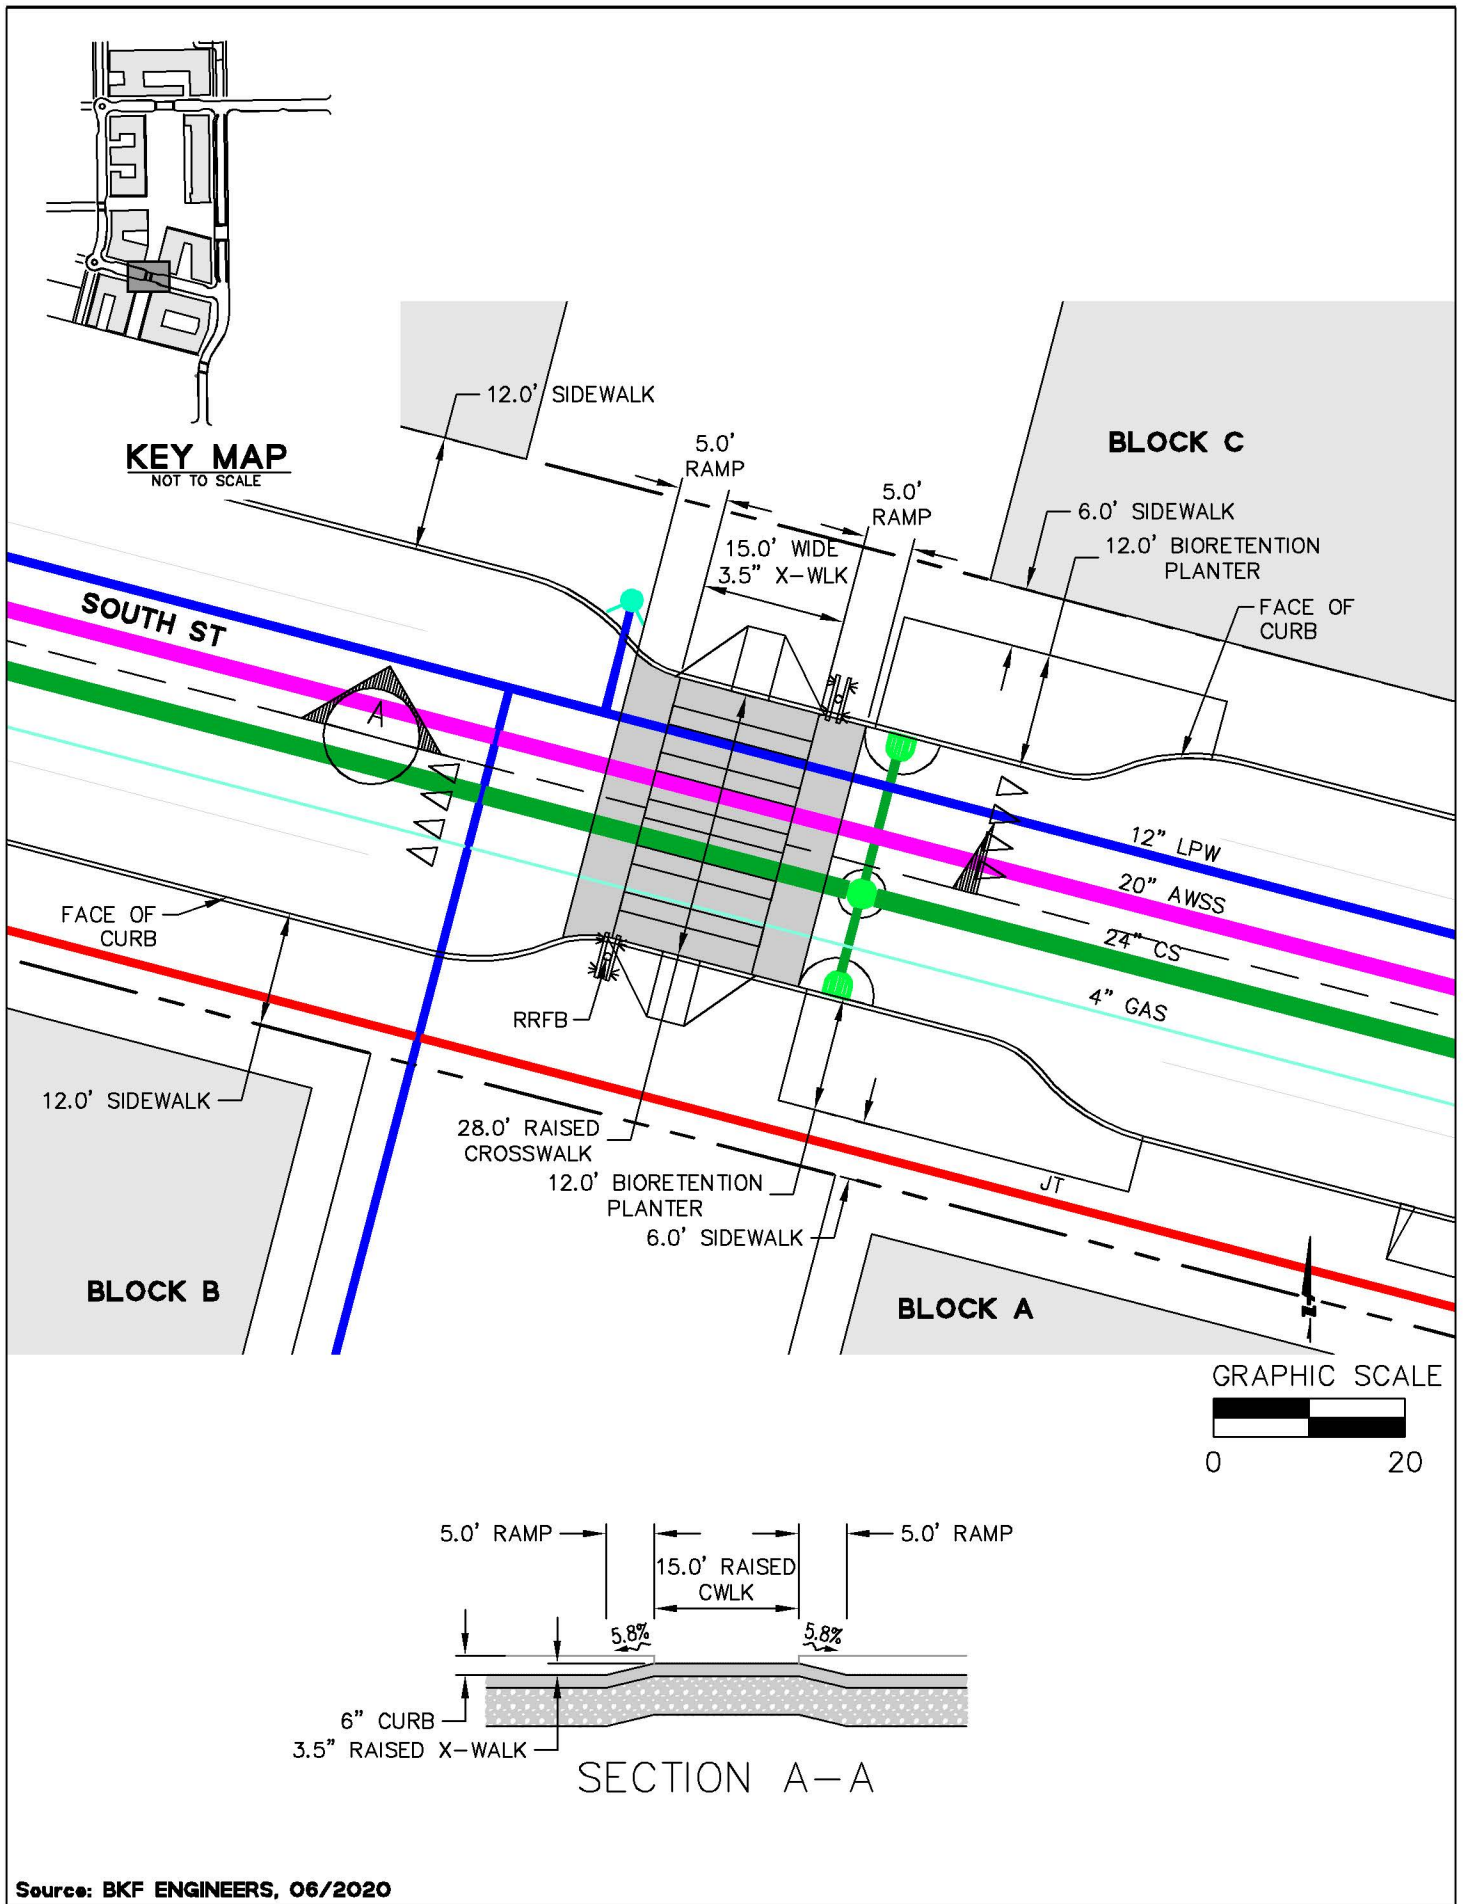 KEY MAP
NOT TO SCALE
12.0' SIDEWALK
5.0'
RAMP
5.0'
RAMP
15.0' WIDE
3.5" X-WLK
BLOCK C
6.0' SIDEWALK
12.0' BIORETENTION
PLANTER
FACE OF
CURB
SOUTH ST
A
12" LPW
20" AWSS
24" CS
4" GAS
FACE OF
CURB
RRFB
12.0' SIDEWALK
28.0' RAISED
CROSSWALK
12.0' BIORETENTION
PLANTER
6.0' SIDEWALK
JT
BLOCK B
BLOCK A
N
GRAPHIC SCALE
0 20
5.0' RAMP
5.0' RAMP
15.0' RAISED
CWLK
5.8% 5.8%
6" CURB
3.5" RAISED X-WALK
SECTION A-A
Source: BKF ENGINEERS, 06/2020